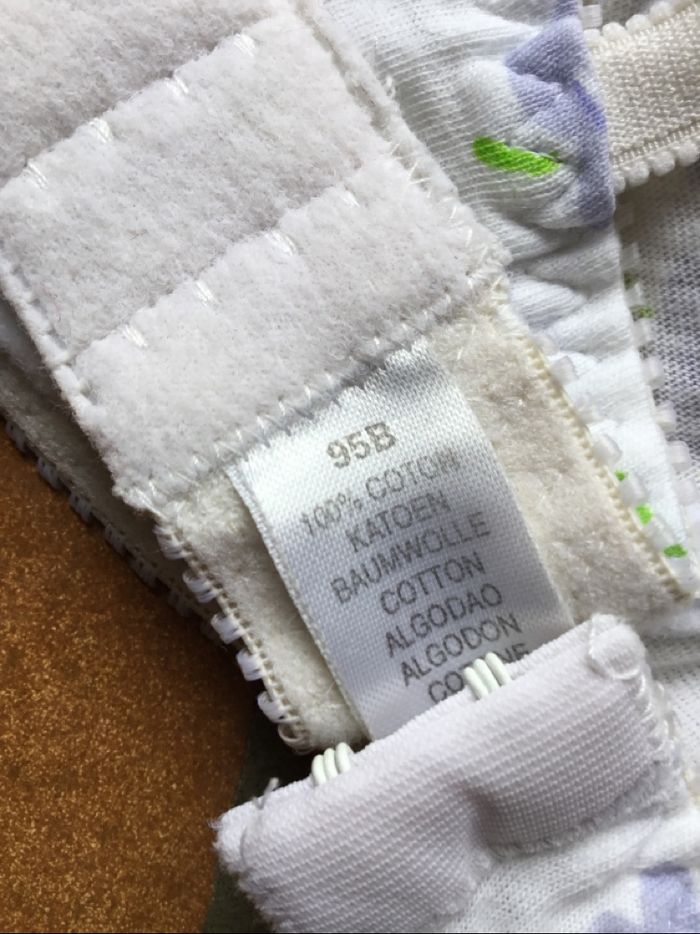 95B
100% COTON
KATOEN
BAUMWOLLE
COTTON
ALGODAO
ALGODON